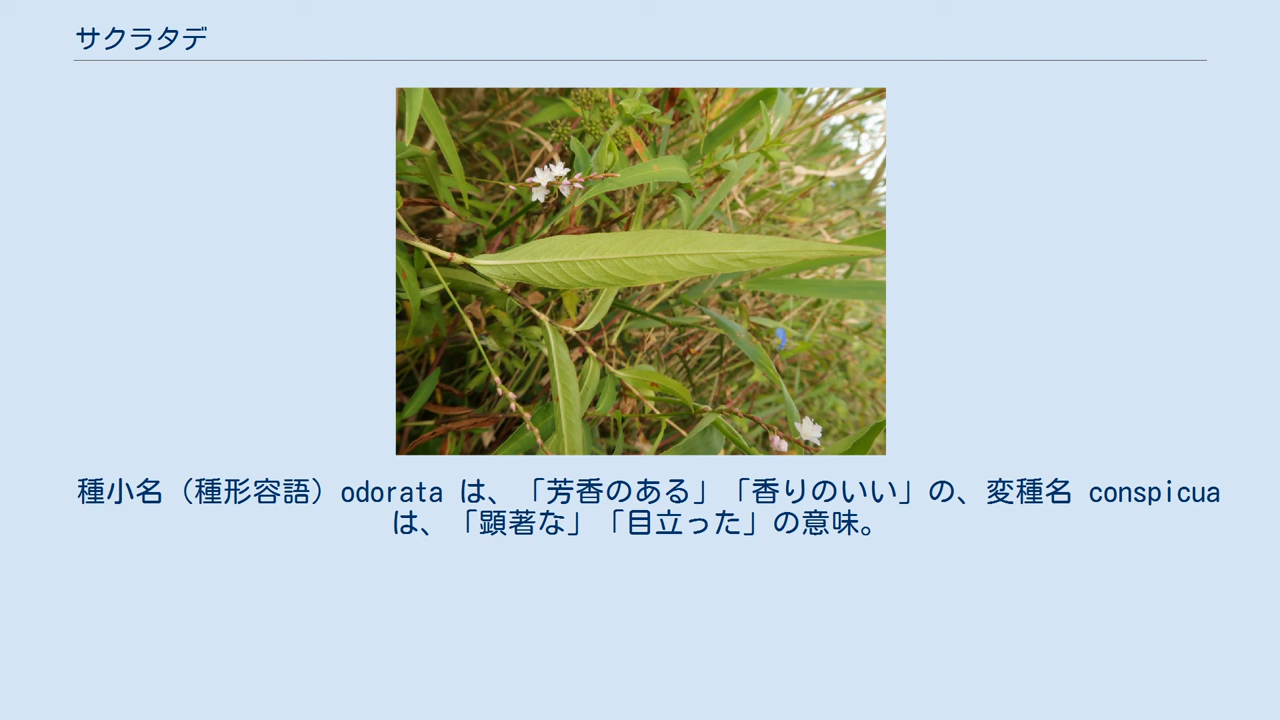 サクラタデ
種小名（種形容語）odorata は、「芳香のある」「香りのいい」の、変種名 conspicua
は、「顕著な」「目立った」の意味。